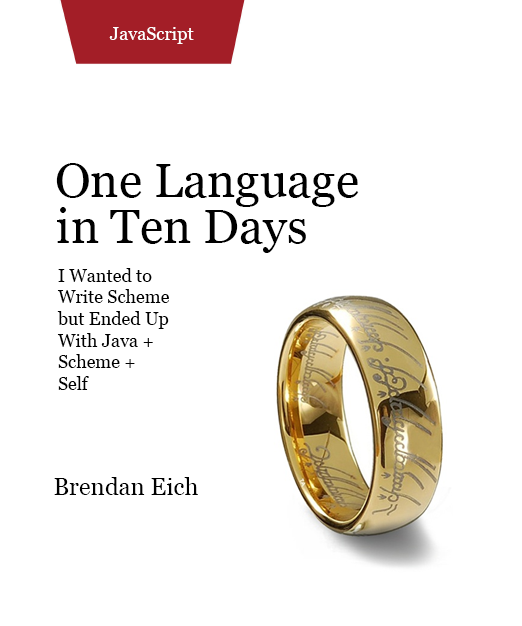 JavaScript
One Language
in Ten Days
I Wanted to
Write Scheme
but Ended Up
With Java +
Scheme +
Self
Brendan Eich